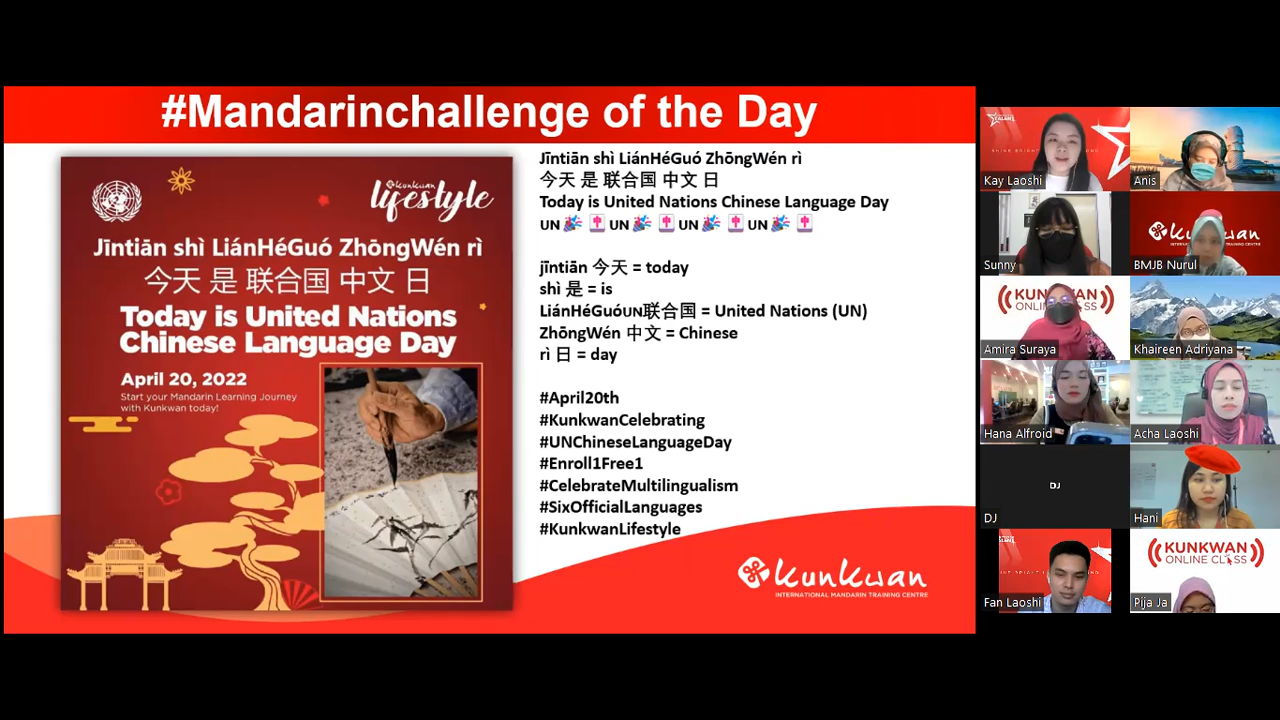 #Mandarinchallenge of the Day
kunkwan
lifestyle
Jīntiān shì LiánHéGuó ZhōngWén rì
今天 是 联合国 中文 日
Today is United Nations
Chinese Language Day
April 20, 2022
Start your Mandarin Learning Journey
with Kunkwan today!
Jīntiān shì LiánHéGuó ZhōngWén rì
今天 是 联合国 中文 日
Today is United Nations Chinese Language Day
UN🎉 🀄UN🎉 🀄UN🎉 🀄UN🎉 🀄
jīntiān 今天 = today
shì 是 = is
LiánHéGuóUN联合国 = United Nations (UN)
ZhōngWén 中文 = Chinese
rì 日 = day
#April20th
#KunkwanCelebrating
#UNChineseLanguageDay
#Enroll1Free1
#CelebrateMultilingualism
#SixOfficialLanguages
#KunkwanLifestyle
kunkwan
INTERNATIONAL MANDARIN TRAINING CENTRE
Kay Laoshi
Anis
Sunny
kunkwan
BMJB Nurul
Amira Suraya
Khaireen Adriyana
Hana Alfroid
Acha Laoshi
DJ
DJ
Hani
Fan Laoshi
KUNKWAN
ONLINE CLASS
Pija Ja